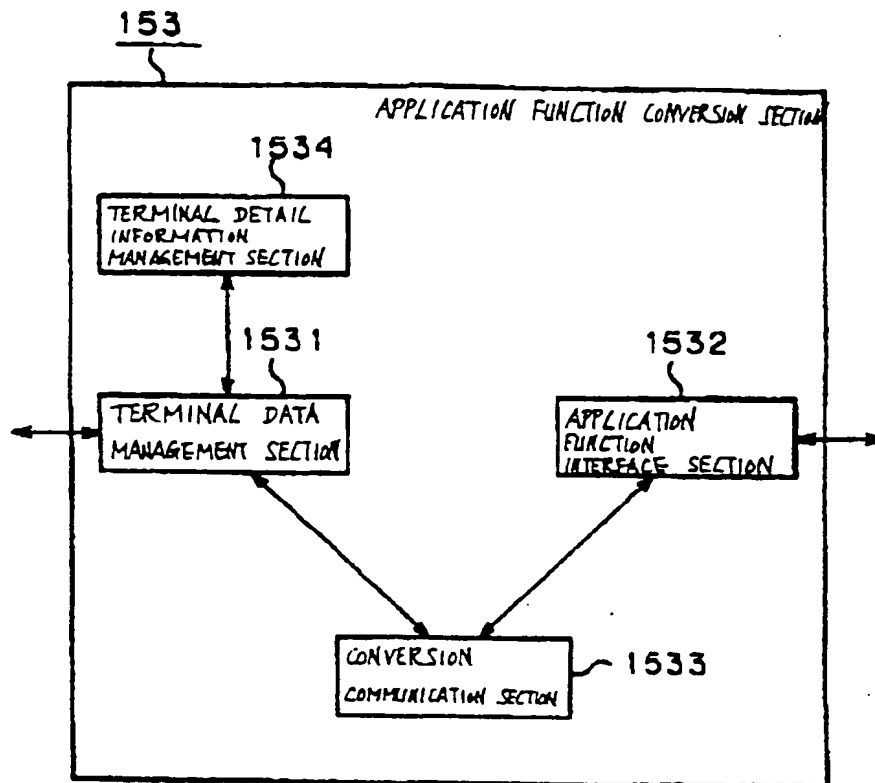 153
APPLICATION FUNCTION CONVERSION SECTION
1534
TERMINAL DETAIL
INFORMATION
MANAGEMENT SECTION
1531
TERMINAL DATA
MANAGEMENT SECTION
1532
APPLICATION
FUNCTION
INTERFACE SECTION
CONVERSION
COMMUNICATION SECTION
1533